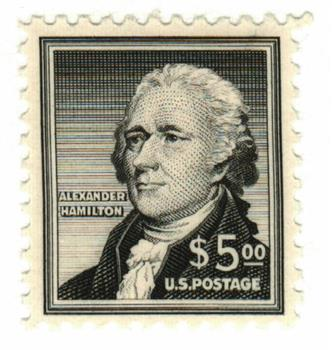 ALEXANDER
HAMILTON
$5.00
U.S. POSTAGE